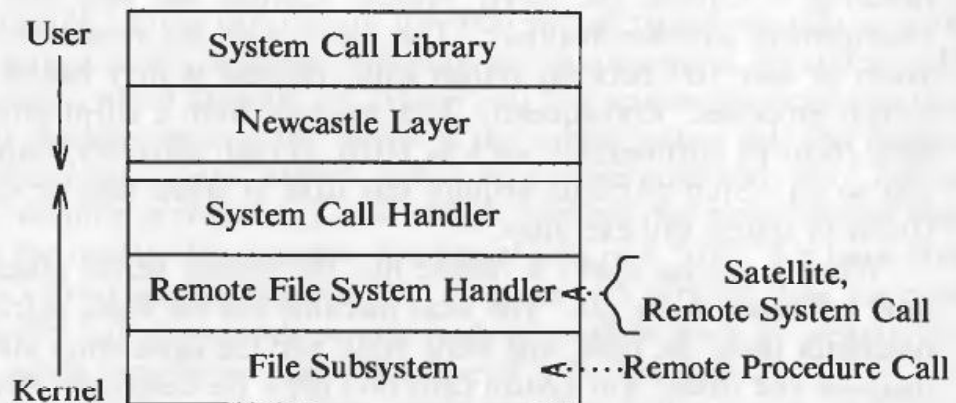 User
System Call Library
Newcastle Layer
System Call Handler
Remote File System Handler
Satellite,
Remote System Call
File Subsystem
Remote Procedure Call
Kernel